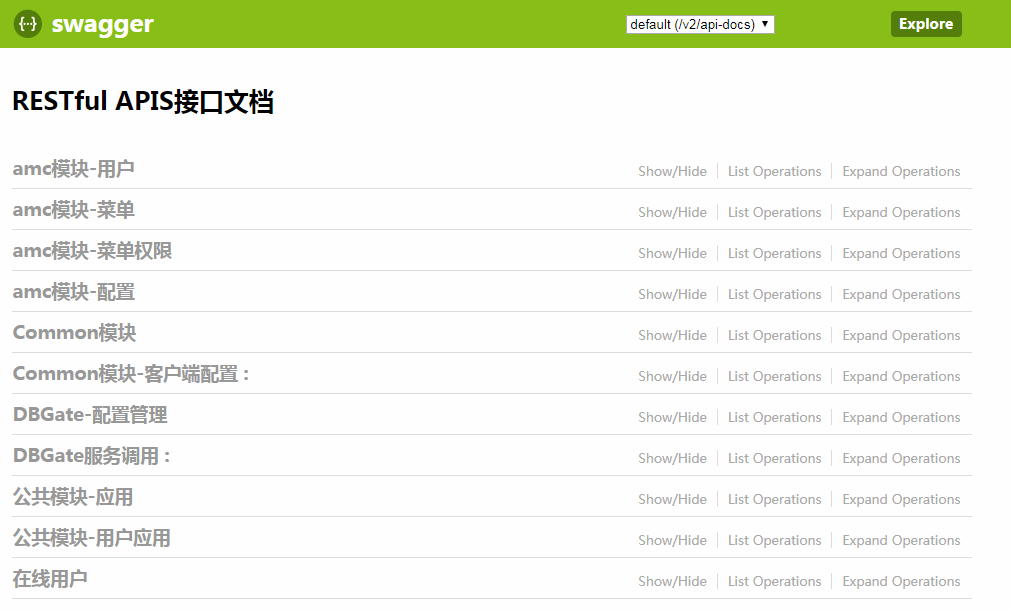 {···} swagger default (/v2/api-docs) Explore
RESTful APIS接口文档
amc模块-用户 Show/Hide List Operations Expand Operations
amc模块-菜单 Show/Hide List Operations Expand Operations
amc模块-菜单权限 Show/Hide List Operations Expand Operations
amc模块-配置 Show/Hide List Operations Expand Operations
Common模块 Show/Hide List Operations Expand Operations
Common模块-客户端配置 : Show/Hide List Operations Expand Operations
DBGate-配置管理 Show/Hide List Operations Expand Operations
DBGate服务调用 : Show/Hide List Operations Expand Operations
公共模块-应用 Show/Hide List Operations Expand Operations
公共模块-用户应用 Show/Hide List Operations Expand Operations
在线用户 Show/Hide List Operations Expand Operations